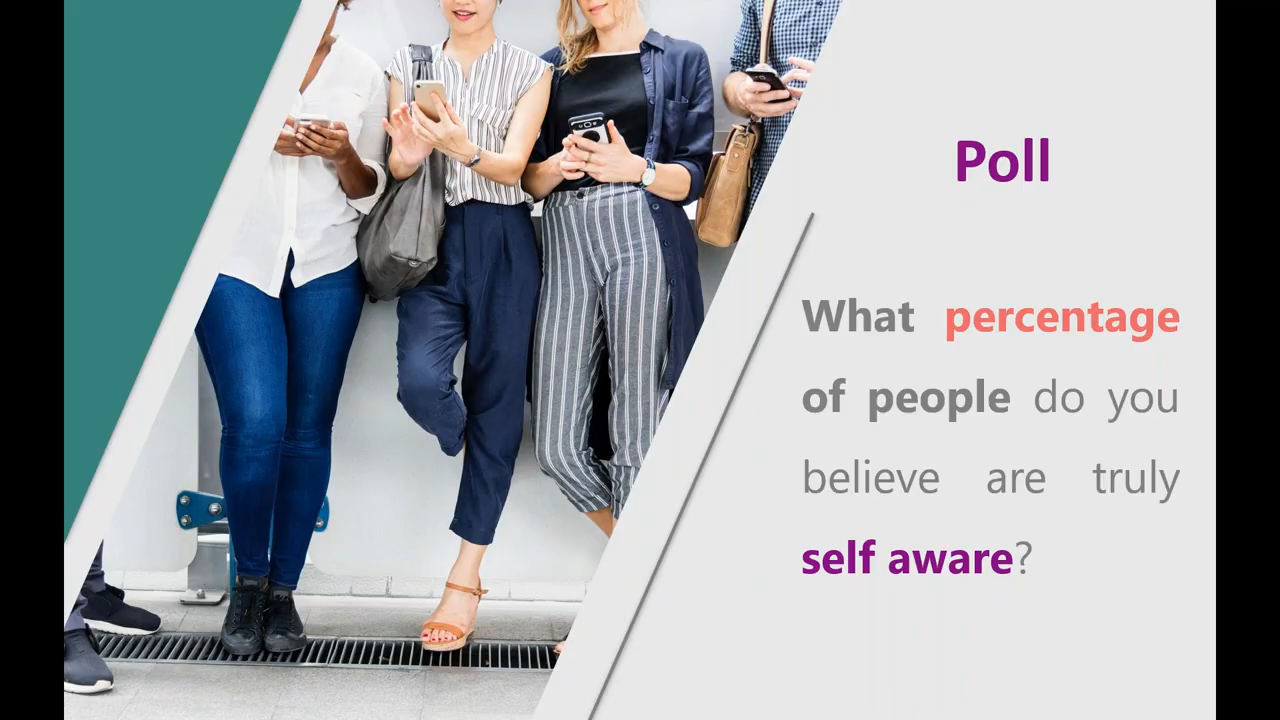 Poll
What percentage
of people do you
believe are truly
self aware?